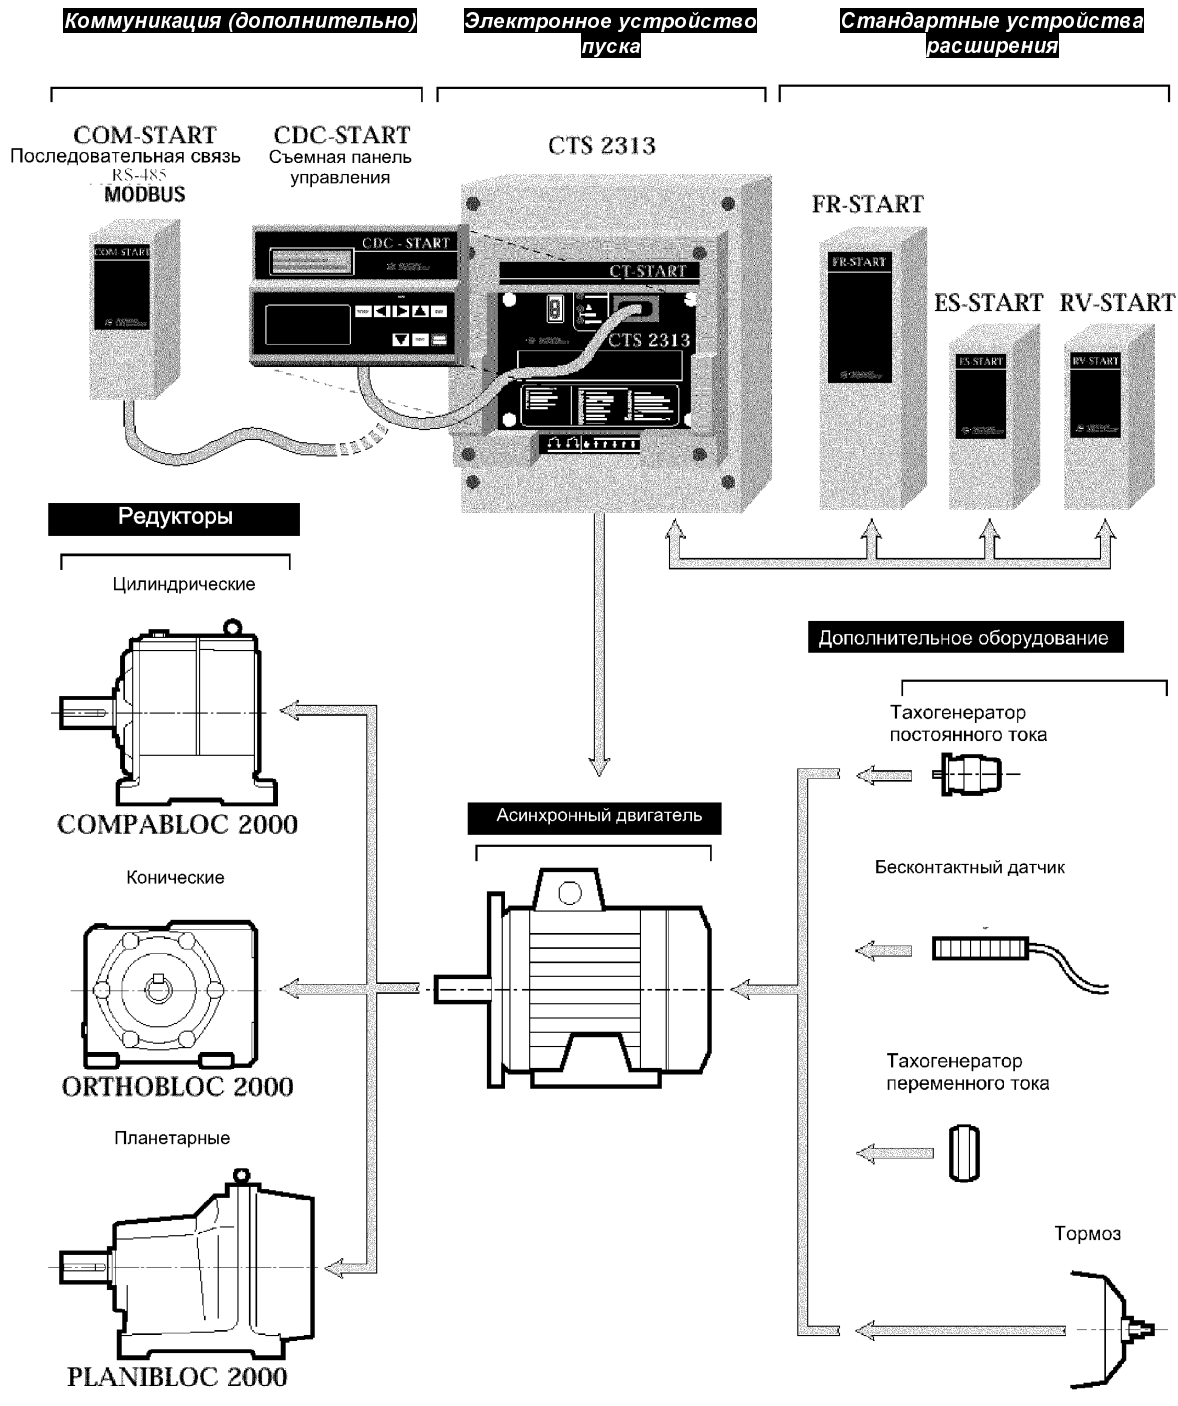 Коммуникация (дополнительно)
Электронное устройство
пуска
Стандартные устройства
расширения
COM-START
Последовательная связь
RS-485
MODBUS
CDC-START
Съемная панель
управления
CTS 2313
FR-START
ES-START
RV-START
COM-START
CDC - START
CT-START
CTS 2313
FR-START
ES-START
RV-START
Редукторы
Цилиндрические
COMPABLOC 2000
Конические
ORTHOBLOC 2000
Планетарные
PLANIBLOC 2000
Асинхронный двигатель
Дополнительное оборудование
Тахогенератор
постоянного тока
Бесконтактный датчик
Тахогенератор
переменного тока
Тормоз